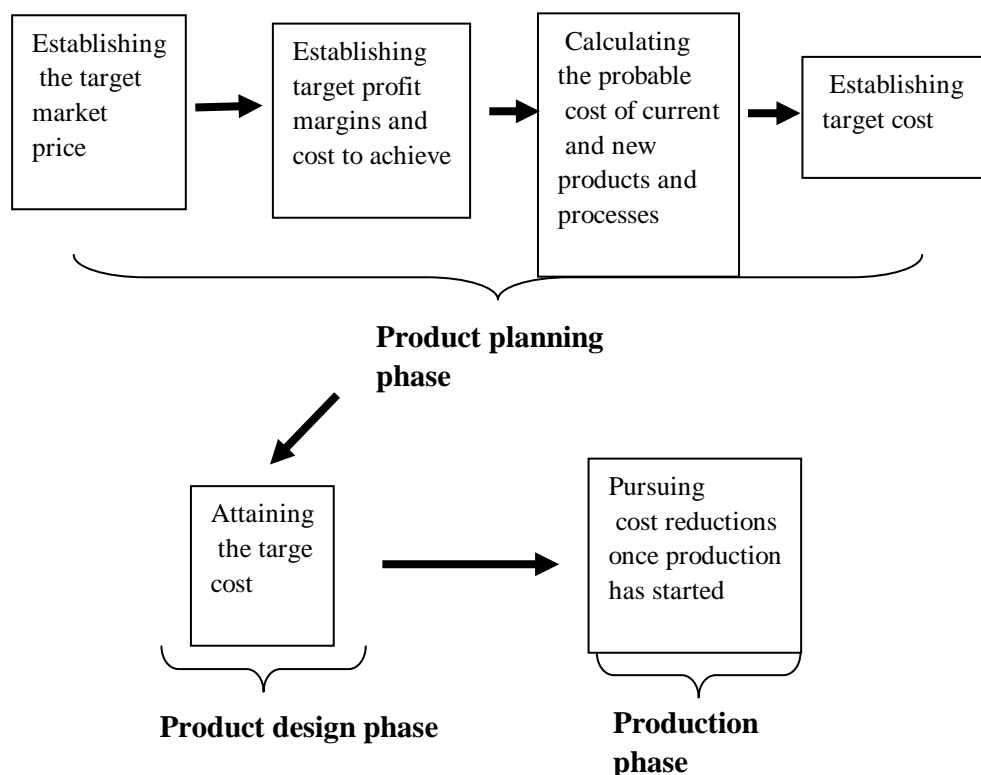 Establishing
the target
market
price
Establishing
target profit
margins and
cost to achieve
Calculating
the probable
cost of current
and new
products and
processes
Establishing
target cost
Product planning
phase
Attaining
the targe
cost
Pursuing
cost reductions
once production
has started
Product design phase
Production
phase